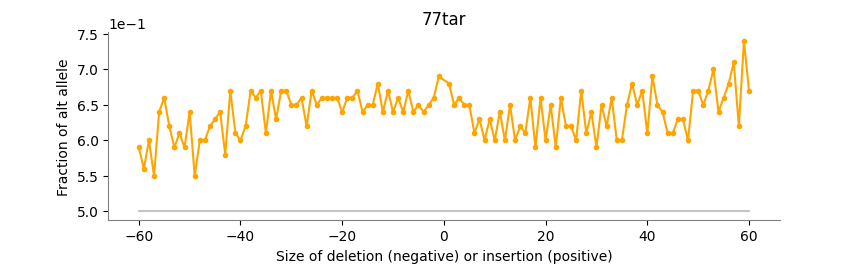 77tar
1e−1
7.5
7.0
6.5
6.0
5.5
5.0
Fraction of alt allele
−60 −40 −20 0 20 40 60
Size of deletion (negative) or insertion (positive)